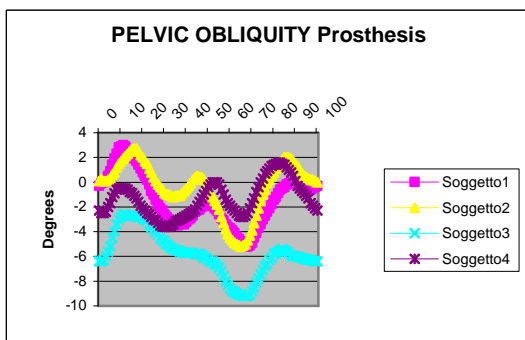 PELVIC OBLIQUITY Prosthesis
0 10 20 30 40 50 60 70 80 90 100
4
2
0
-2
-4
-6
-8
-10
Degrees
Soggetto1
Soggetto2
Soggetto3
Soggetto4